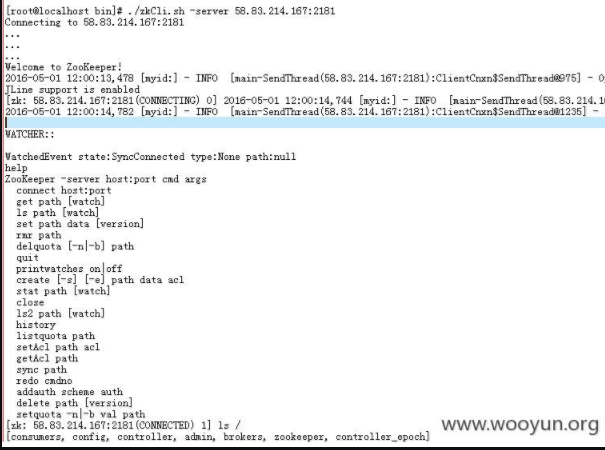 [root@localhost bin]# ./zkCli.sh -server 58.83.214.167:2181
Connecting to 58.83.214.167:2181
...
...
...
Welcome to ZooKeeper!
2016-05-01 12:00:13,478 [myid:] - INFO  [main-SendThread(58.83.214.167:2181):ClientCnxn$SendThread@975] - O
JLine support is enabled
[zk: 58.83.214.167:2181(CONNECTING) 0] 2016-05-01 12:00:14,744 [myid:] - INFO  [main-SendThread(58.83.214.1
2016-05-01 12:00:14,782 [myid:] - INFO  [main-SendThread(58.83.214.167:2181):ClientCnxn$SendThread@1235] -
WATCHER::
WatchedEvent state:SyncConnected type:None path:null
help
ZooKeeper -server host:port cmd args
connect host:port
get path [watch]
ls path [watch]
set path data [version]
rmr path
delquota [-n|-b] path
quit
printwatches on|off
create [-s] [-e] path data acl
stat path [watch]
close
ls2 path [watch]
history
listquota path
setAcl path acl
getAcl path
sync path
redo cmdno
addauth scheme auth
delete path [version]
setquota -n|-b val path
[zk: 58.83.214.167:2181(CONNECTED) 1] ls /
[consumers, config, controller, admin, brokers, zookeeper, controller_epoch]
www.wooyun.org